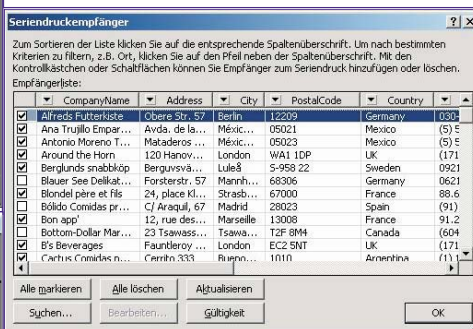 Seriendruckempfänger
Zum Sortieren der Liste klicken Sie auf die entsprechende Spaltenüberschrift. Um nach bestimmten
Kriterien zu filtern, z.B. Ort, klicken Sie auf den Pfeil neben der Spaltenüberschrift. Mit den
Kontrollkästchen oder Schaltflächen können Sie Empfänger zum Seriendruck hinzufügen oder löschen.
Empfängerliste:
CompanyName Address City PostalCode Country
Alfreds Futterkiste Obere Str. 57 Berlin 12209 Germany 030-
Ana Trujillo Empar... Avda. de la... Méxic... 05021 Mexico (5) 5
Antonio Moreno T... Mataderos ... Méxic... 05023 Mexico (5) 5
Around the Horn 120 Hanov... London WA1 1DP UK (171
Berglunds snabbköp Berguvsvä... Luleå S-958 22 Sweden 0921
Blauer See Delikat... Forsterstr. 57 Mannh... 68306 Germany 0621
Blondel père et fils 24, place Kl... Strasb... 67000 France 88.6
Bólido Comidas pr... C/ Araquil, 67 Madrid 28023 Spain (91)
Bon app' 12, rue des... Marseille 13008 France 91.2
Bottom-Dollar Mar... 23 Tsawass... Tsawa... T2F 8M4 Canada (604
B's Beverages Fauntleroy ... London EC2 5NT UK (171
Cactus Comidas p... Cerrito 333 Bueno... 1010 Argentina (1) 1
Alle markieren Alle löschen Aktualisieren
Suchen... Bearbeiten... Gültigkeit OK